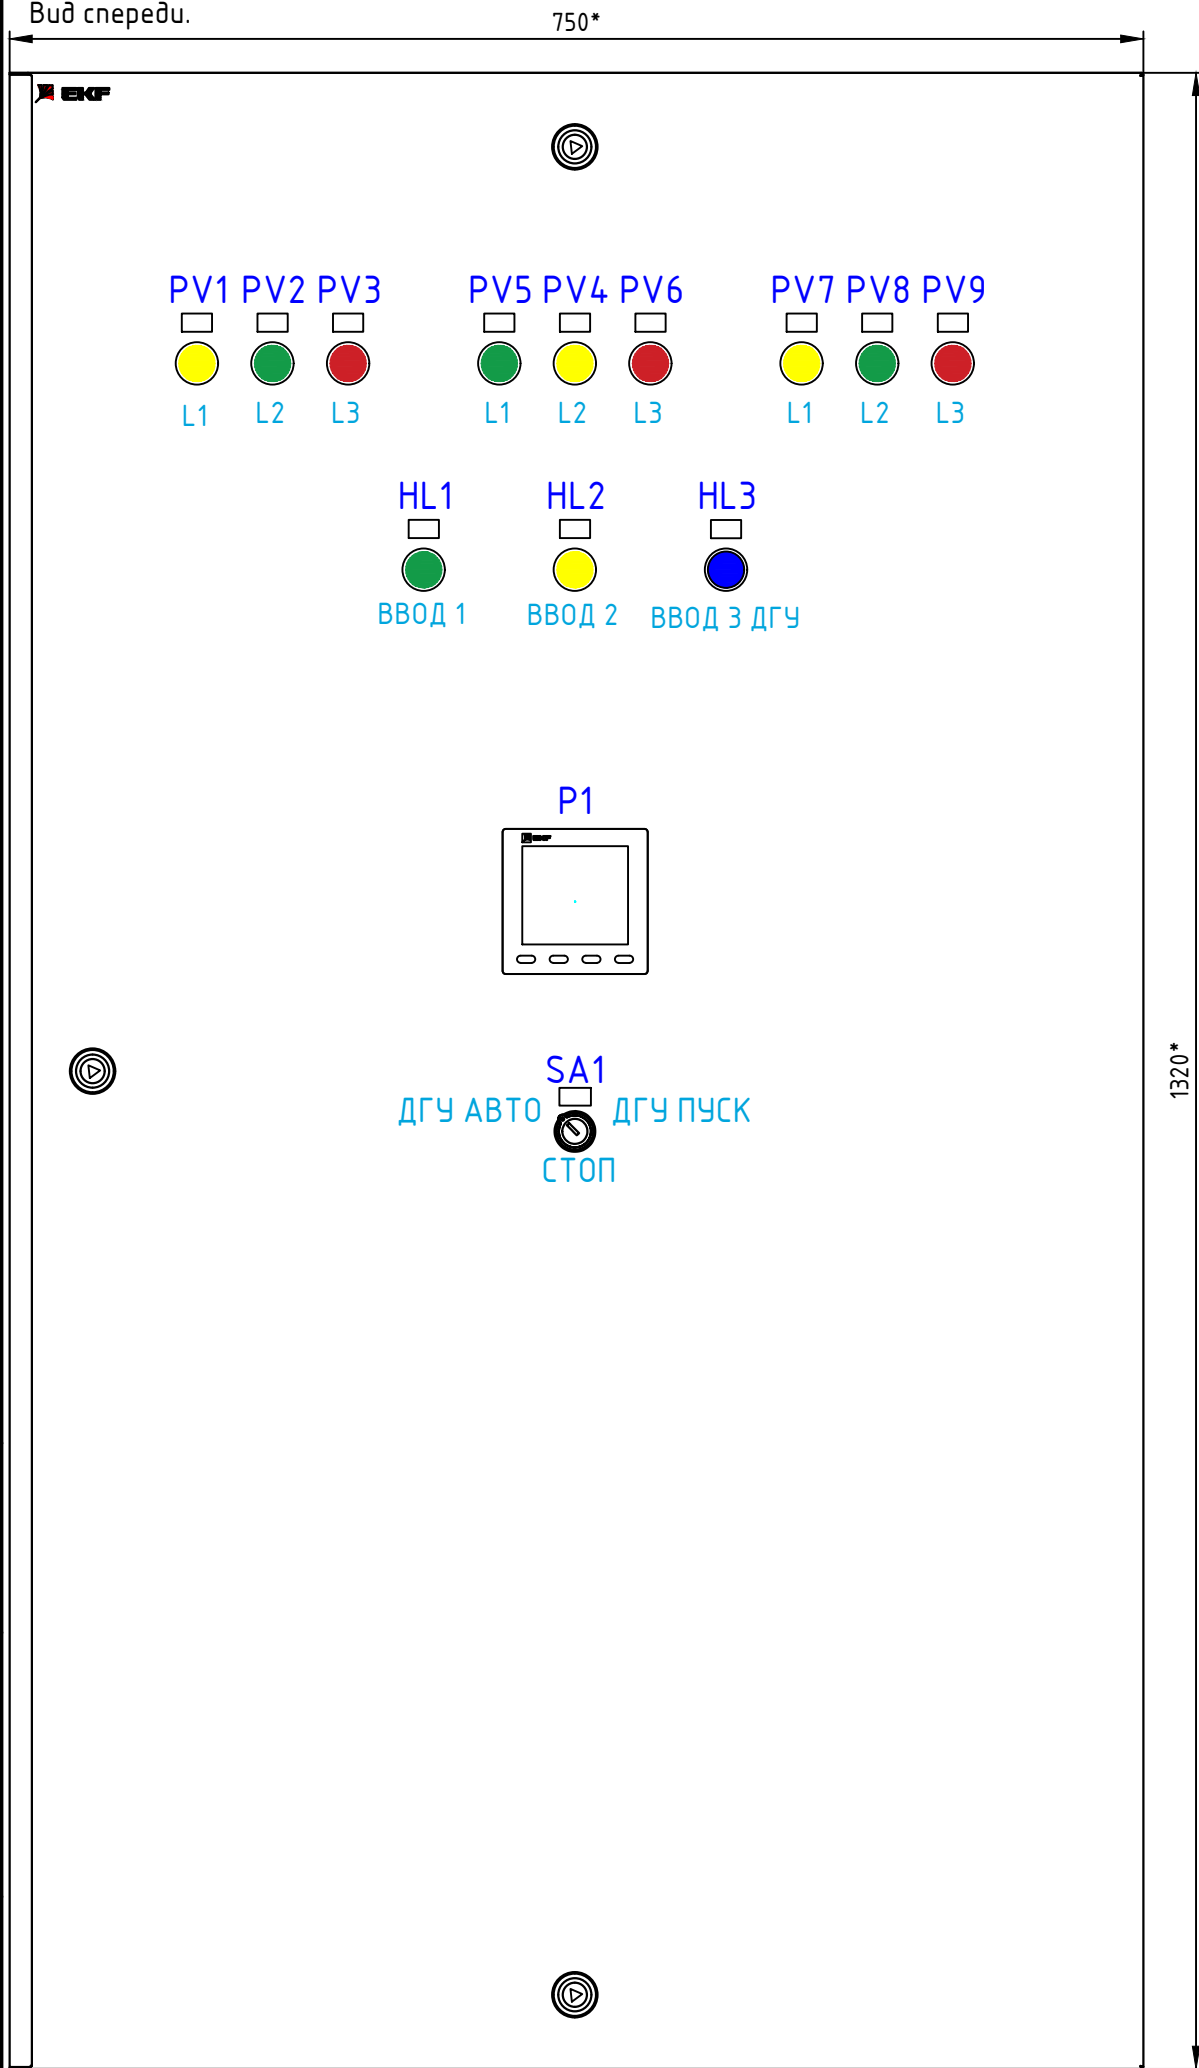 Вид спереди.
750*
EKF
PV1 PV2 PV3 PV5 PV4 PV6 PV7 PV8 PV9
L1 L2 L3 L1 L2 L3 L1 L2 L3
HL1 HL2 HL3
ВВОД 1 ВВОД 2 ВВОД 3 ДГУ
P1
EKF
1320*
SA1
ДГУ АВТО ДГУ ПУСК
СТОП